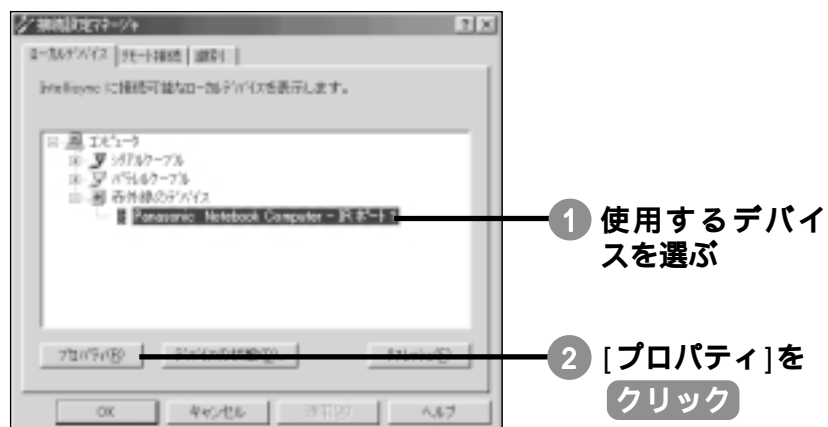 接続設定マネージャ
ローカルデバイス リモート接続
Intellisync に接続可能なローカルデバイスを表示します。
コンピュータ
シリアルケーブル
パラレルケーブル
赤外線のデバイス
Panasonic Notebook Computer - IR ポート
1 使用するデバイ
スを選ぶ
プロパティ(R)
2 [プロパティ]を
クリック
OK キャンセル ヘルプ